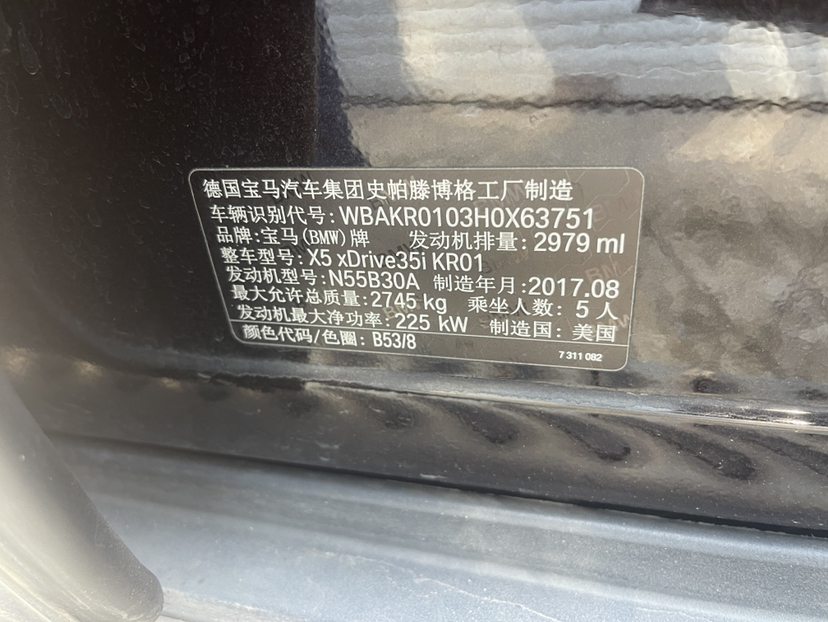 德国宝马汽车集团史帕滕博格工厂制造
车辆识别代号: WBAKR0103H0X63751
品牌: 宝马(BMW)牌 发动机排量: 2979 ml
整车型号: X5 xDrive35i KR01
发动机型号: N55B30A 制造年月: 2017.08
最大允许总质量: 2745 kg 乘坐人数: 5 人
发动机最大净功率: 225 kW 制造国: 美国
颜色代码/色圈: B53/8
7 311 082